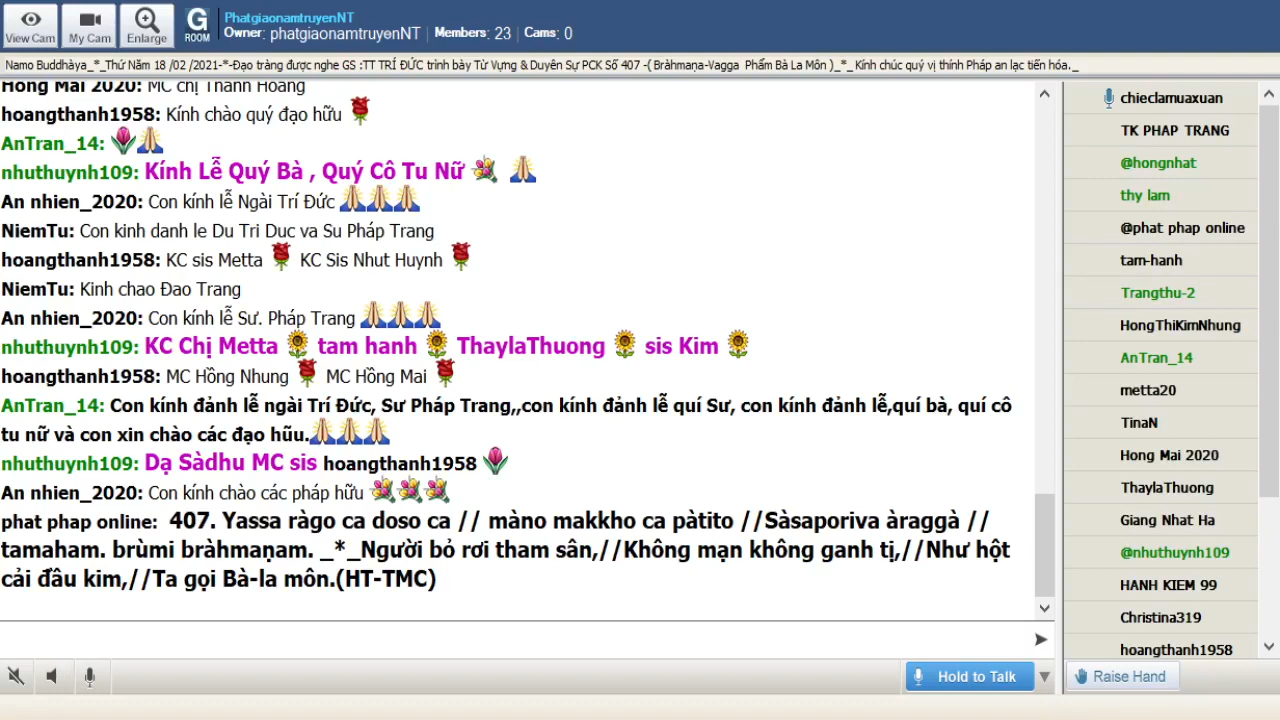 View Cam
My Cam
Enlarge
G
ROOM
PhatgiaonamtruyenNT
Owner: phatgiaonamtruyenNT | Members: 23 | Cams: 0
Namo Buddhàya_*_Thứ Năm 18 /02 /2021-*-Đạo tràng được nghe GS :TT TRÍ ĐỨC trình bày Từ Vựng & Duyên Sự PCK Số 407 -( Bràhmaṇa-Vagga Phẩm Bà La Môn )_*_ Kính chúc quý vị thính Pháp an lạc tiến hóa._
Hong Mai 2020: MC chị Thanh Hoang
hoangthanh1958: Kính chào quý đạo hữu
AnTran_14:
nhuthuynh109: Kính Lễ Quý Bà , Quý Cô Tu Nữ
An nhien_2020: Con kính lễ Ngài Trí Đức
NiemTu: Con kinh danh le Du Tri Duc va Su Pháp Trang
hoangthanh1958: KC sis Metta KC Sis Nhut Huynh
NiemTu: Kinh chao Đao Trang
An nhien_2020: Con kính lễ Sư. Pháp Trang
nhuthuynh109: KC Chị Metta tam hanh ThaylaThuong sis Kim
hoangthanh1958: MC Hồng Nhung MC Hồng Mai
AnTran_14: Con kính đảnh lễ ngài Trí Đức, Sư Pháp Trang,,con kính đảnh lễ quí Sư, con kính đảnh lễ,quí bà, quí cô
tu nữ và con xin chào các đạo hũu.
nhuthuynh109: Dạ Sàdhu MC sis hoangthanh1958
An nhien_2020: Con kính chào các pháp hữu
phat phap online: 407. Yassa ràgo ca doso ca // màno makkho ca pàtito //Sàsaporiva àraggà //
tamaham. brùmi bràhmaṇam. _*_Người bỏ rơi tham sân,//Không mạn không ganh tị,//Như hột
cải đầu kim,//Ta gọi Bà-la môn.(HT-TMC)
Hold to Talk
chieclamuaxuan
TK PHAP TRANG
@hongnhat
thy lam
@phat phap online
tam-hanh
Trangthu-2
HongThiKimNhung
AnTran_14
metta20
TinaN
Hong Mai 2020
ThaylaThuong
Giang Nhat Ha
@nhuthuynh109
HANH KIEM 99
Christina319
hoangthanh1958
Raise Hand